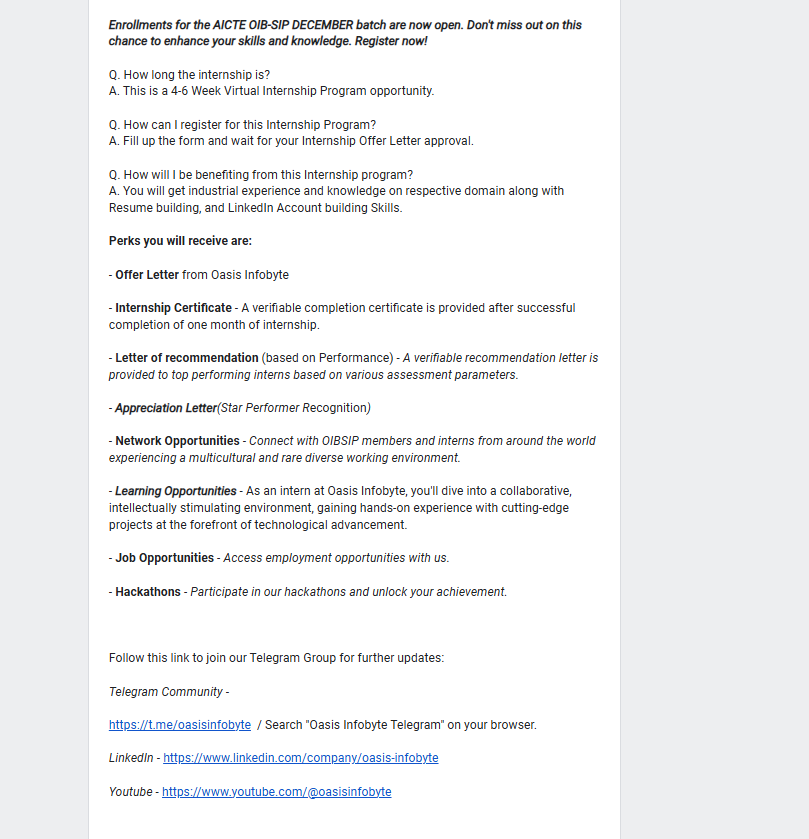 Enrollments for the AICTE OIB-SIP DECEMBER batch are now open. Don't miss out on this
chance to enhance your skills and knowledge. Register now!
Q. How long the internship is?
A. This is a 4-6 Week Virtual Internship Program opportunity.
Q. How can I register for this Internship Program?
A. Fill up the form and wait for your Internship Offer Letter approval.
Q. How will I be benefiting from this Internship program?
A. You will get industrial experience and knowledge on respective domain along with
Resume building, and LinkedIn Account building Skills.
Perks you will receive are:
- Offer Letter from Oasis Infobyte
- Internship Certificate - A verifiable completion certificate is provided after successful
completion of one month of internship.
- Letter of recommendation (based on Performance) - A verifiable recommendation letter is
provided to top performing interns based on various assessment parameters.
- Appreciation Letter(Star Performer Recognition)
- Network Opportunities - Connect with OIBSIP members and interns from around the world
experiencing a multicultural and rare diverse working environment.
- Learning Opportunities - As an intern at Oasis Infobyte, you'll dive into a collaborative,
intellectually stimulating environment, gaining hands-on experience with cutting-edge
projects at the forefront of technological advancement.
- Job Opportunities - Access employment opportunities with us.
- Hackathons - Participate in our hackathons and unlock your achievement.
Follow this link to join our Telegram Group for further updates:
Telegram Community -
https://t.me/oasisinfobyte / Search "Oasis Infobyte Telegram" on your browser.
LinkedIn - https://www.linkedin.com/company/oasis-infobyte
Youtube - https://www.youtube.com/@oasisinfobyte